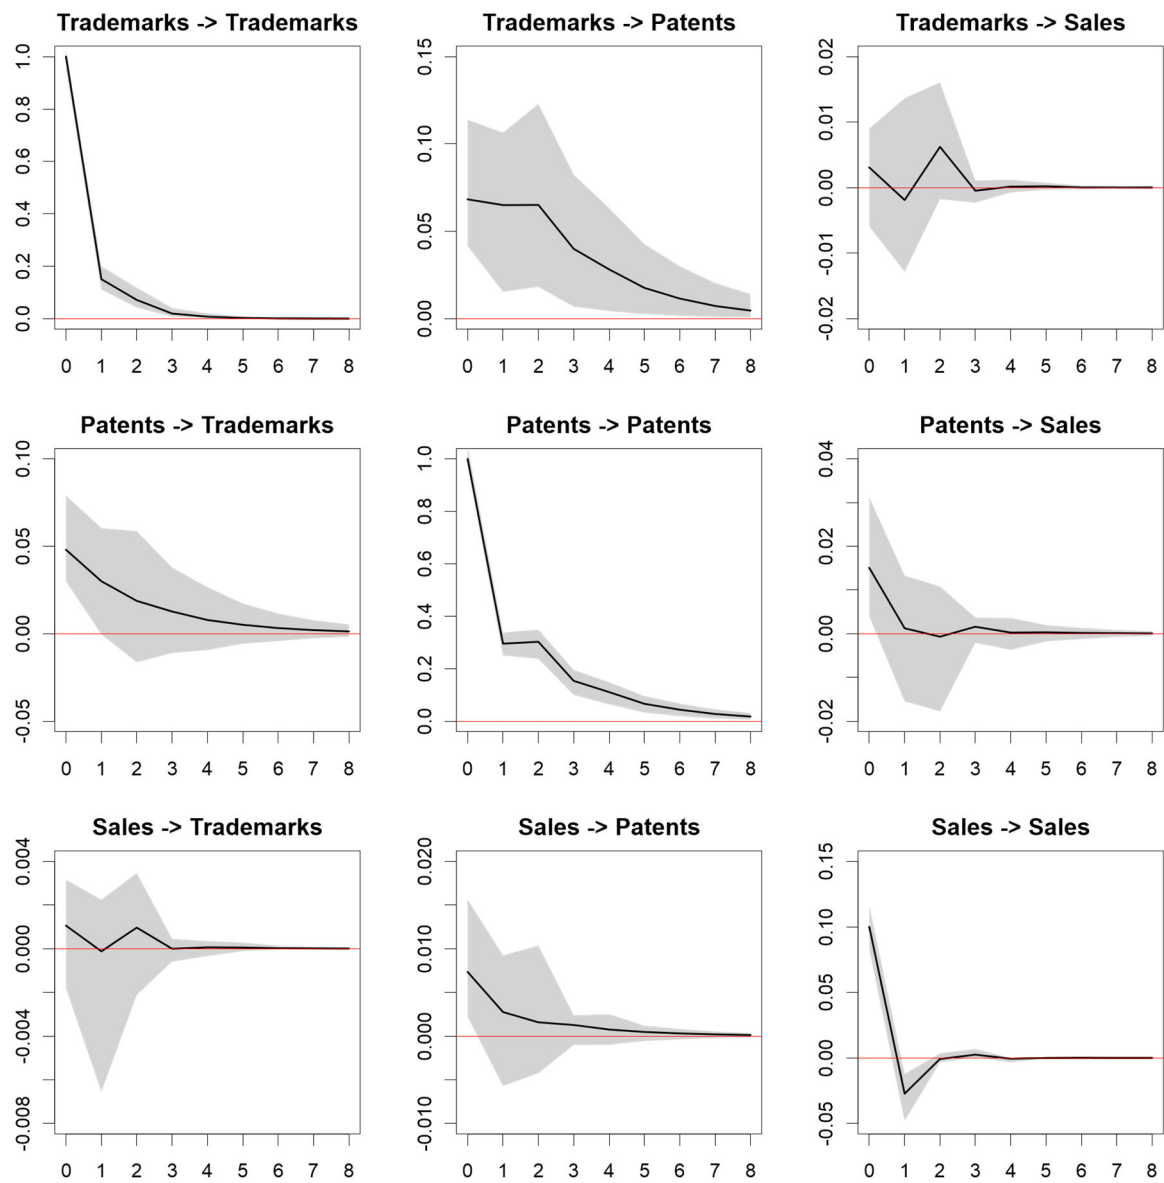 Trademarks -> Trademarks
1.0
0.8
0.6
0.4
0.2
0.0
0 1 2 3 4 5 6 7 8
Trademarks -> Patents
0.15
0.10
0.05
0.00
0 1 2 3 4 5 6 7 8
Trademarks -> Sales
0.02
0.01
0.00
-0.01
-0.02
0 1 2 3 4 5 6 7 8
Patents -> Trademarks
0.10
0.05
0.00
-0.05
0 1 2 3 4 5 6 7 8
Patents -> Patents
1.0
0.8
0.6
0.4
0.2
0.0
0 1 2 3 4 5 6 7 8
Patents -> Sales
0.04
0.02
0.00
-0.02
0 1 2 3 4 5 6 7 8
Sales -> Trademarks
0.004
0.000
-0.004
-0.008
0 1 2 3 4 5 6 7 8
Sales -> Patents
0.020
0.010
0.000
-0.010
0 1 2 3 4 5 6 7 8
Sales -> Sales
0.15
0.10
0.05
0.00
-0.05
0 1 2 3 4 5 6 7 8